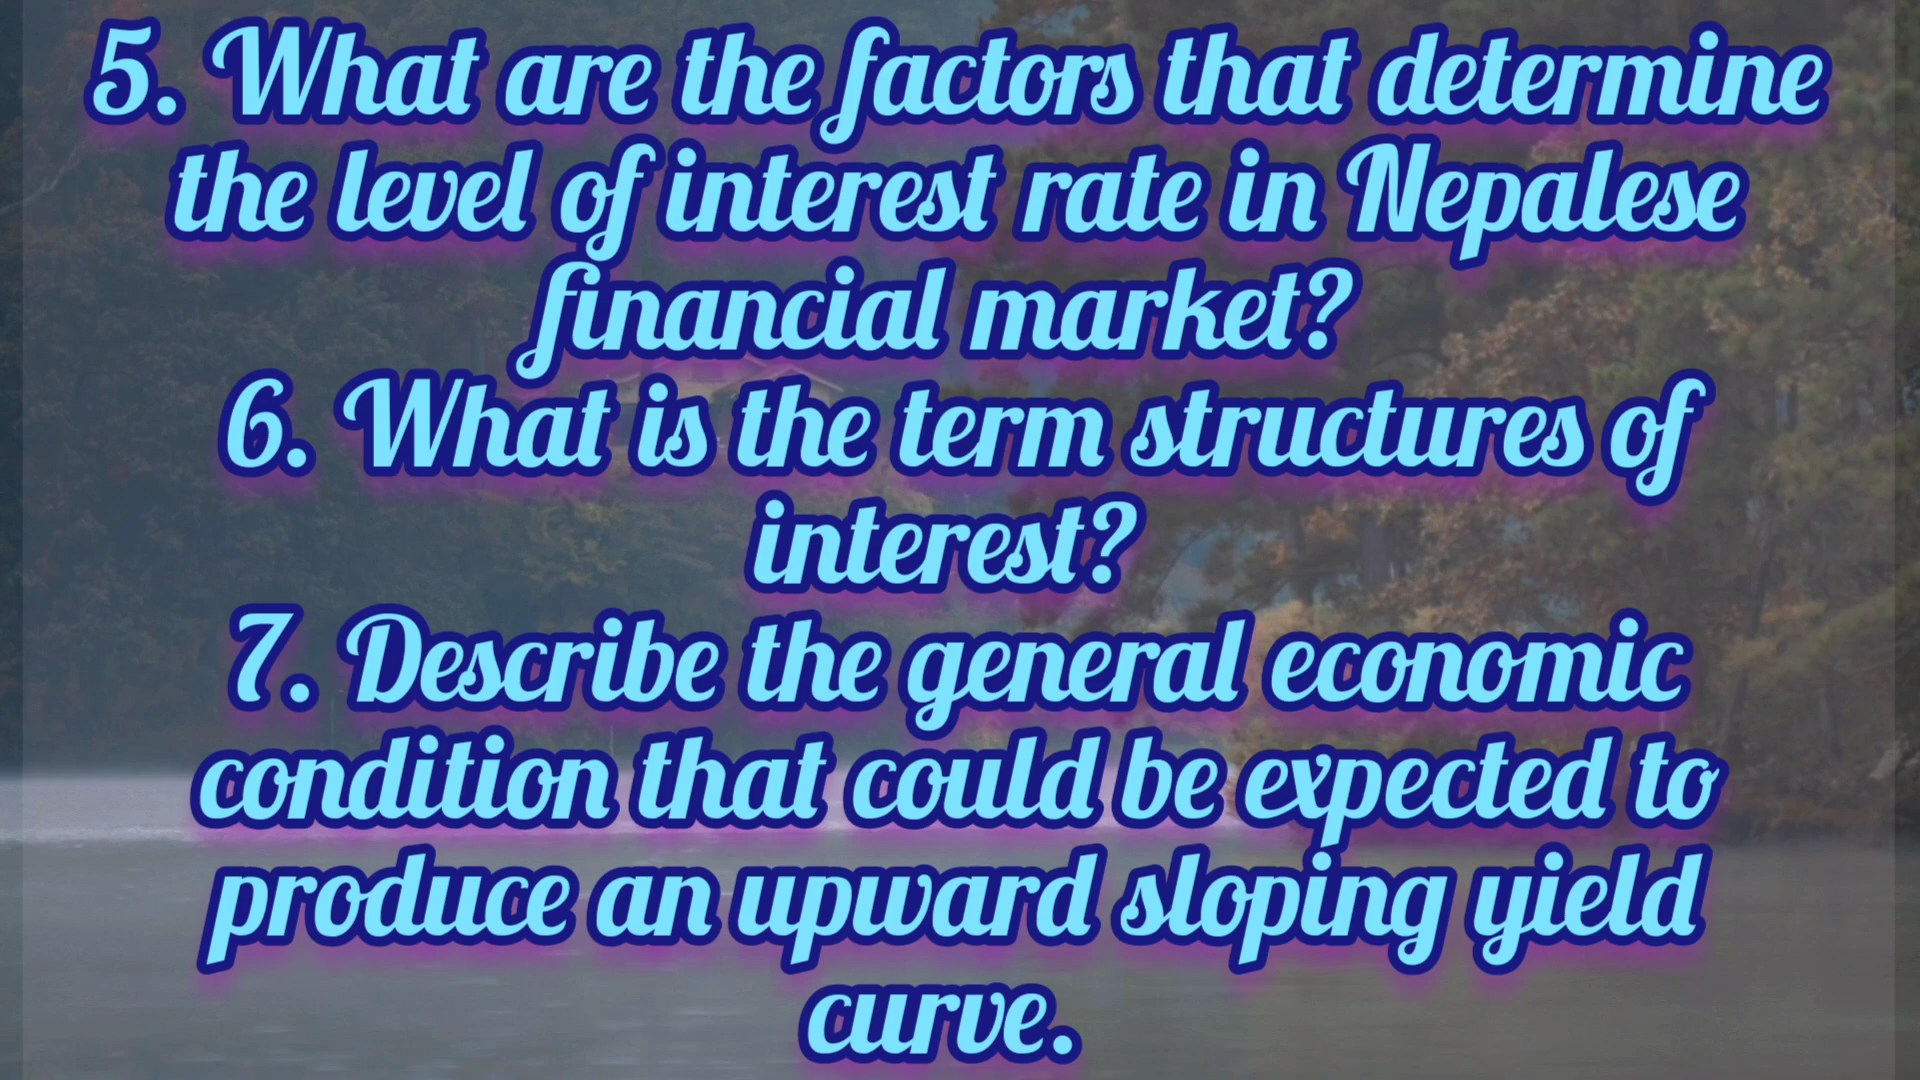 5. What are the factors that determine
the level of interest rate in Nepalese
financial market?
6. What is the term structures of
interest?
7. Describe the general economic
condition that could be expected to
produce an upward sloping yield
curve.